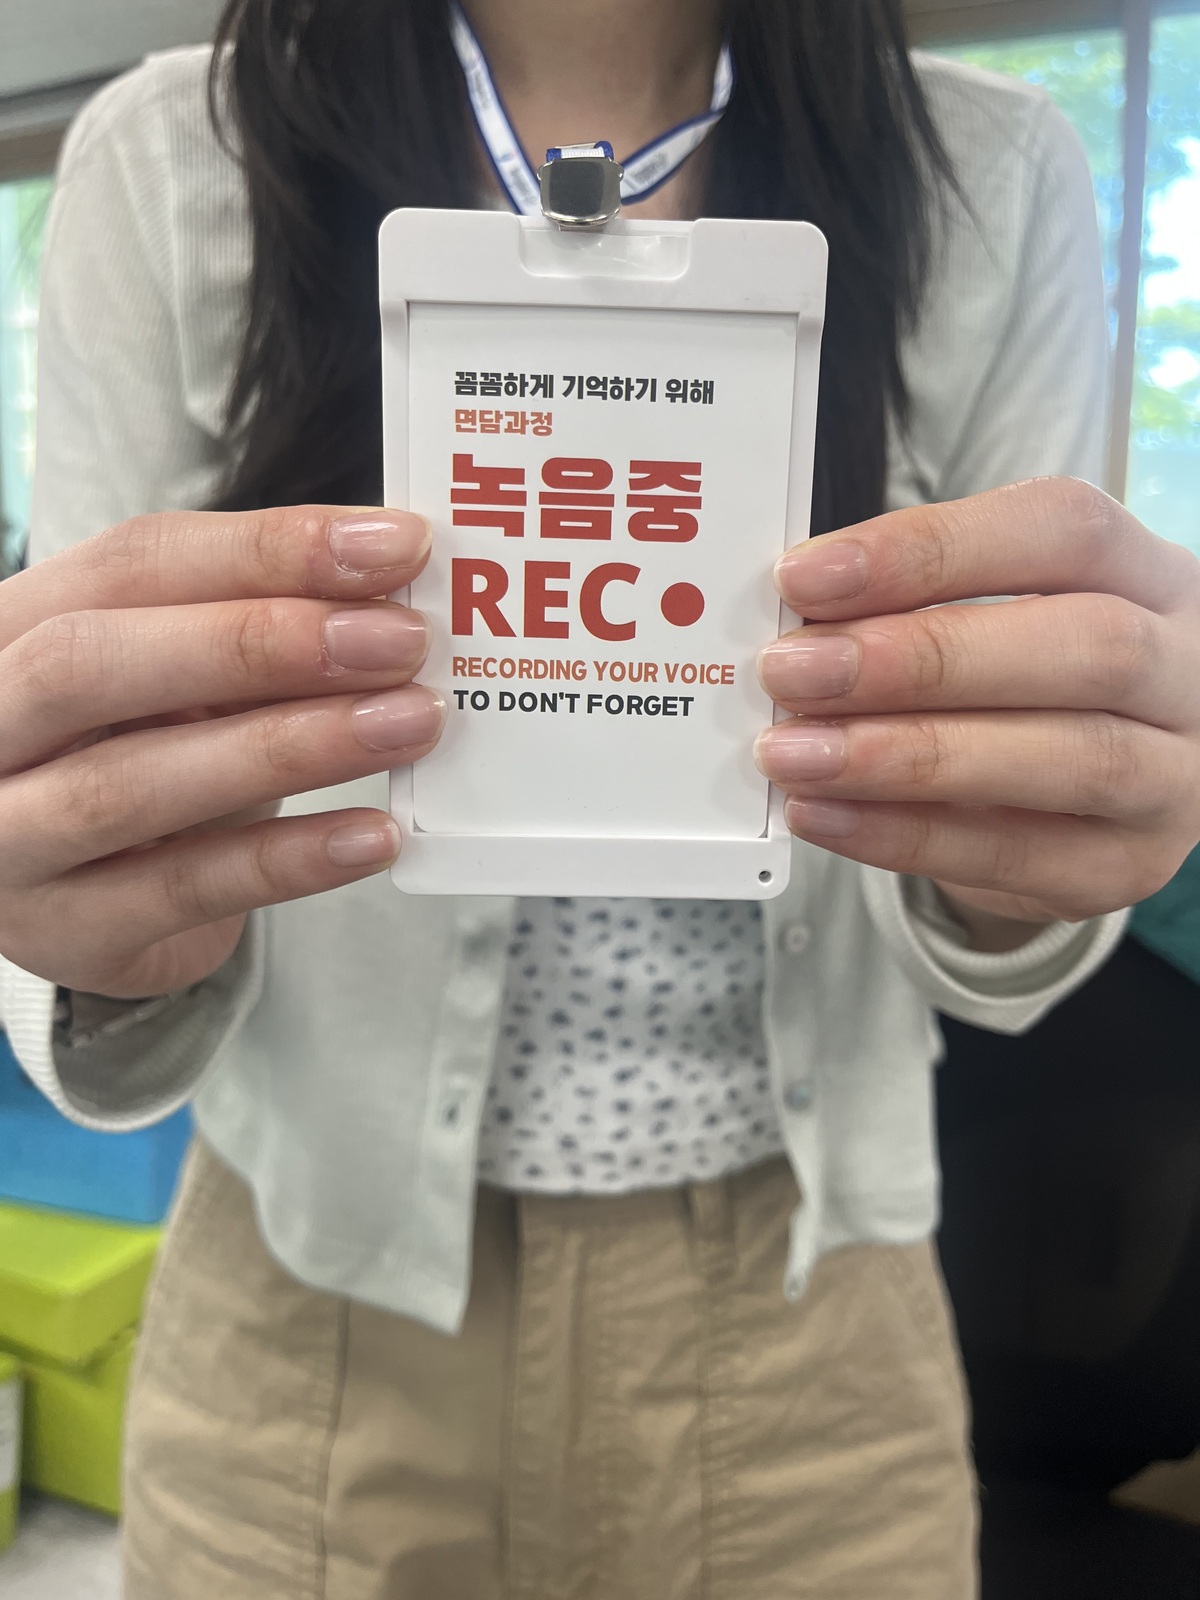 꼼꼼하게 기억하기 위해
면담과정
녹음중
REC●
RECORDING YOUR VOICE
TO DON'T FORGET